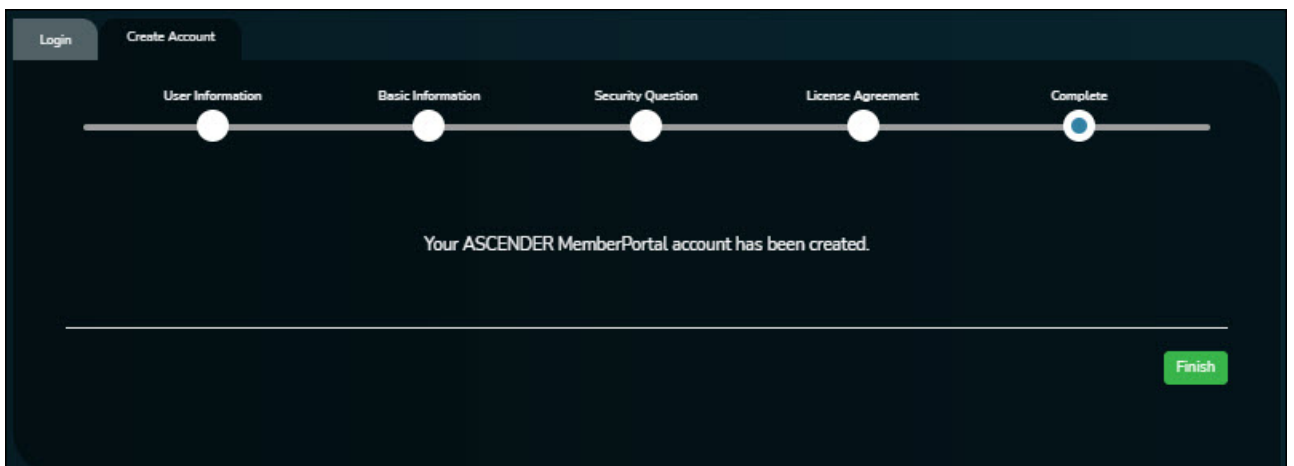 Login
Create Account
User Information
Basic Information
Security Question
License Agreement
Complete
Your ASCENDER MemberPortal account has been created.
Finish